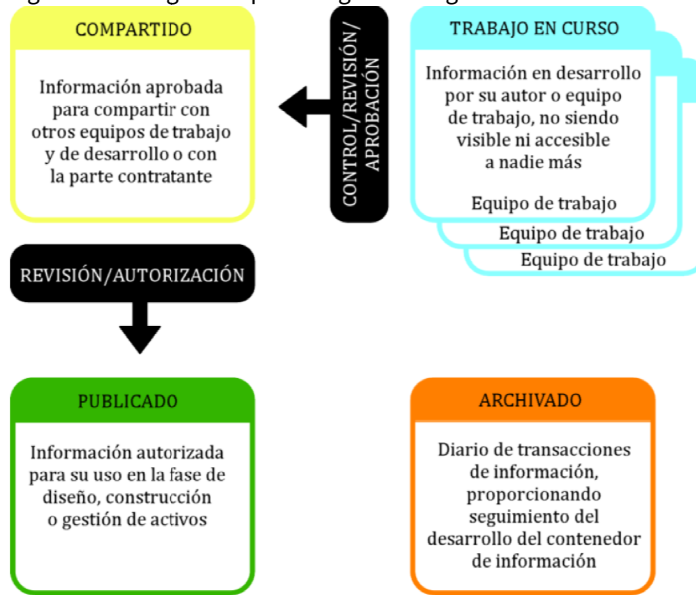 COMPARTIDO
Información aprobada
para compartir con
otros equipos de trabajo
y de desarrollo o con
la parte contratante
CONTROL/REVISIÓN/
APROBACIÓN
TRABAJO EN CURSO
Información en desarrollo
por su autor o equipo
de trabajo, no siendo
visible ni accesible
a nadie más
Equipo de trabajo
Equipo de trabajo
Equipo de trabajo
REVISIÓN/AUTORIZACIÓN
PUBLICADO
Información autorizada
para su uso en la fase de
diseño, construcción
o gestión de activos
ARCHIVADO
Diario de transacciones
de información,
proporcionando
seguimiento del
desarrollo del contenedor
de información